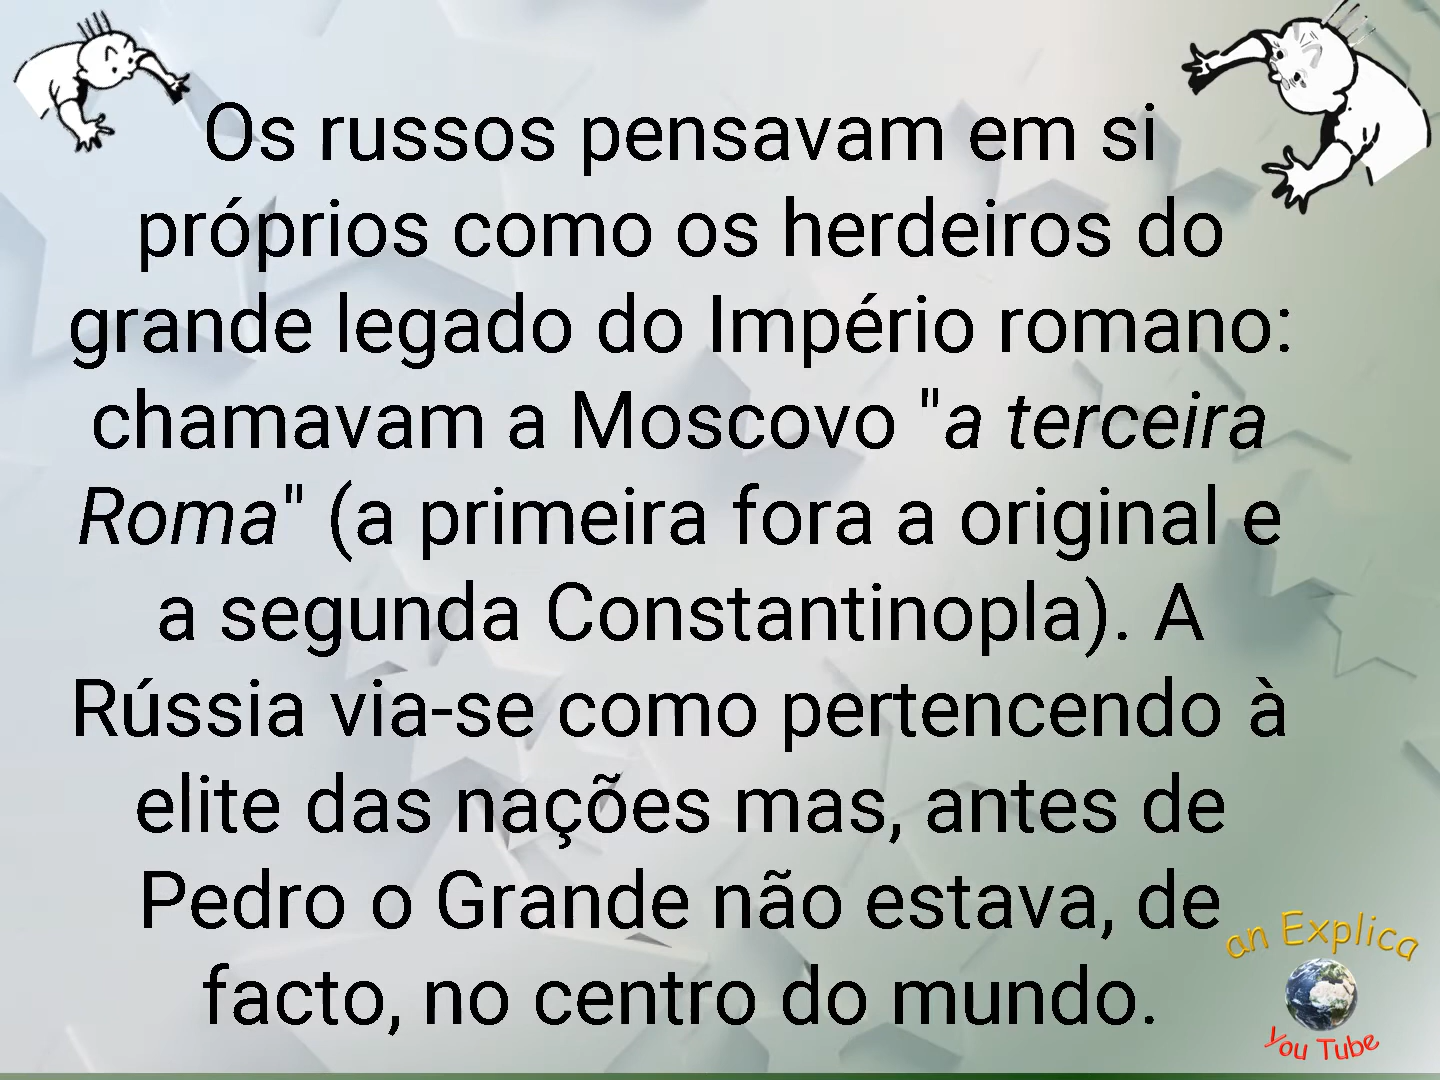 Os russos pensavam em si
próprios como os herdeiros do
grande legado do Império romano:
chamavam a Moscovo "a terceira
Roma" (a primeira fora a original e
a segunda Constantinopla). A
Rússia via-se como pertencendo à
elite das nações mas, antes de
Pedro o Grande não estava, de
facto, no centro do mundo.
an Explica
You Tube